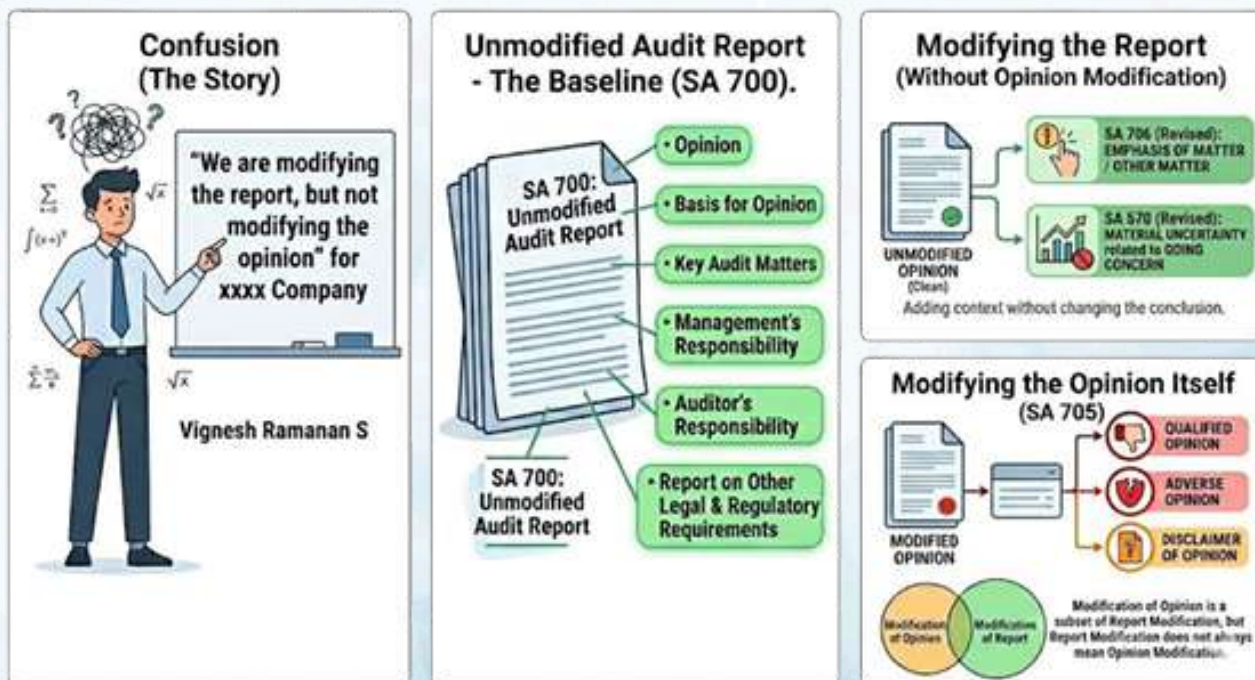 Confusion
(The Story)
"We are modifying
the report, but not
modifying the
opinion" for
xxxx Company
Vignesh Ramanan S
Unmodified Audit Report
- The Baseline (SA 700).
SA 700:
Unmodified
Audit Report
• Opinion
• Basis for Opinion
• Key Audit Matters
• Management's
Responsibility
• Auditor's
Responsibility
• Report on Other
Legal & Regulatory
Requirements
SA 700:
Unmodified
Audit Report
Modifying the Report
(Without Opinion Modification)
UNMODIFIED
OPINION
(Clean)
SA 706 (Revised):
EMPHASIS OF MATTER
/ OTHER MATTER
SA 570 (Revised):
MATERIAL UNCERTAINTY
related to GOING
CONCERN
Adding context without changing the conclusion.
Modifying the Opinion Itself
(SA 705)
MODIFIED
OPINION
QUALIFIED
OPINION
ADVERSE
OPINION
DISCLAIMER
OF OPINION
Modification
of Opinion
Modification
of Report
Modification of Opinion is a
subset of Report Modification, but
Report Modification does not always
mean Opinion Modification.